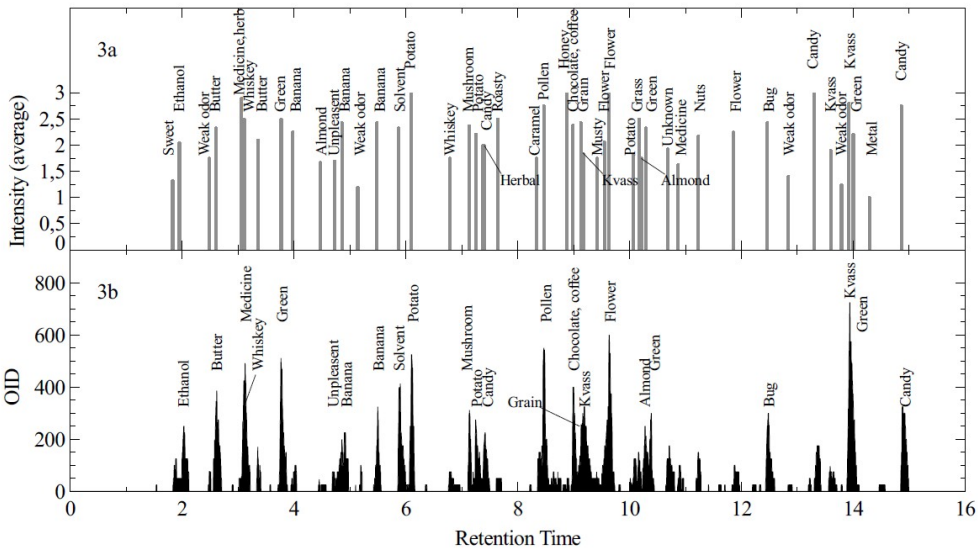 3a
Intensity (average)
3
2,5
2
1,5
1
0,5
0
Sweet
Ethanol
Weak odor
Butter
Medicine,herb
Whiskey
Butter
Green
Banana
Almond
Unpleasent
Banana
Weak odor
Banana
Solvent
Potato
Whiskey
Mushroom
Potato
Candy
Herbal
Roasty
Caramel
Pollen
Honey
Chocolate, coffee
Grain
Kvass
Musty
Flower
Flower
Potato
Grass
Almond
Green
Unknown
Medicine
Nuts
Flower
Bug
Weak odor
Candy
Kvass
Weak odor
Kvass
Green
Metal
Candy
3b
OID
800
600
400
200
0
Ethanol
Butter
Medicine
Whiskey
Green
Unpleasent
Banana
Banana
Solvent
Potato
Mushroom
Potato
Candy
Pollen
Chocolate, coffee
Grain
Kvass
Flower
Almond
Green
Bug
Kvass
Green
Candy
0 2 4 6 8 10 12 14 16
Retention Time